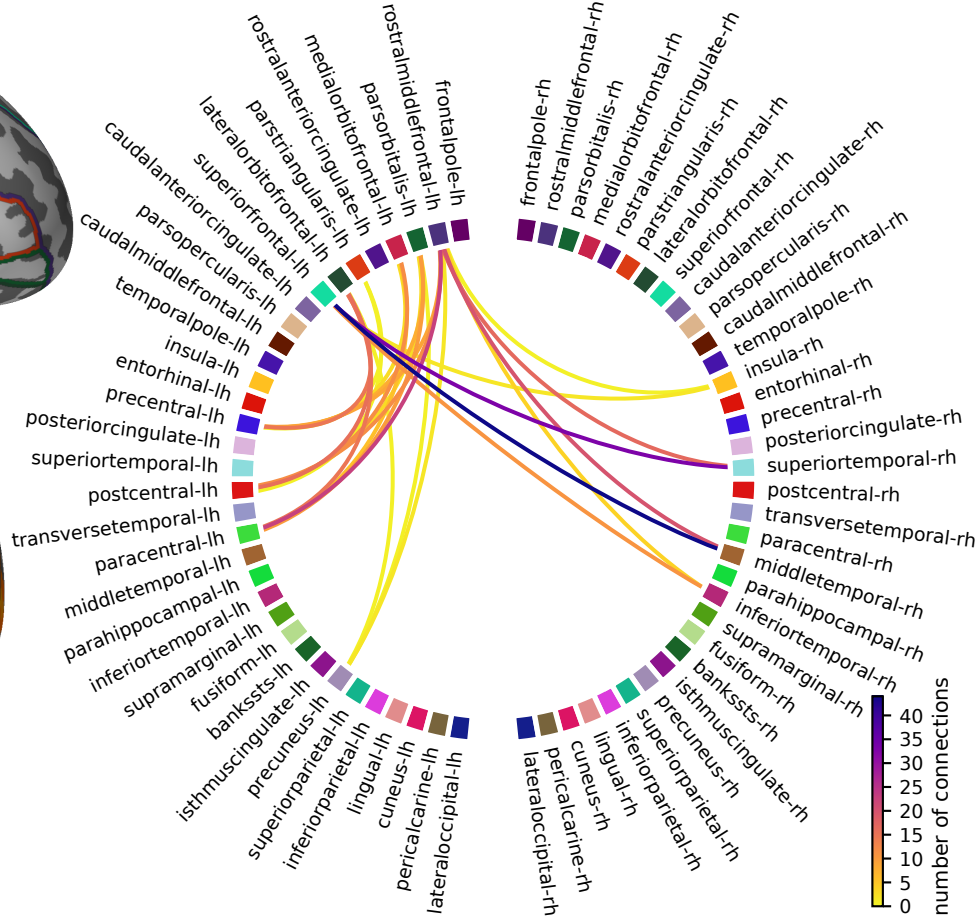 frontalpole-lh
rostralmiddlefrontal-lh
parsorbitalis-lh
medialorbitofrontal-lh
rostralanteriorcingulate-lh
parstriangularis-lh
lateralorbitofrontal-lh
superiorfrontal-lh
caudalanteriorcingulate-lh
parsopercularis-lh
caudalmiddlefrontal-lh
temporalpole-lh
insula-lh
entorhinal-lh
precentral-lh
posteriorcingulate-lh
superiortemporal-lh
postcentral-lh
transversetemporal-lh
paracentral-lh
middletemporal-lh
parahippocampal-lh
inferiortemporal-lh
supramarginal-lh
fusiform-lh
bankssts-lh
isthmuscingulate-lh
precuneus-lh
superiorparietal-lh
inferiorparietal-lh
lingual-lh
cuneus-lh
pericalcarine-lh
lateraloccipital-lh
frontalpole-rh
rostralmiddlefrontal-rh
parsorbitalis-rh
medialorbitofrontal-rh
rostralanteriorcingulate-rh
parstriangularis-rh
lateralorbitofrontal-rh
superiorfrontal-rh
caudalanteriorcingulate-rh
parsopercularis-rh
caudalmiddlefrontal-rh
temporalpole-rh
insula-rh
entorhinal-rh
precentral-rh
posteriorcingulate-rh
superiortemporal-rh
postcentral-rh
transversetemporal-rh
paracentral-rh
middletemporal-rh
parahippocampal-rh
inferiortemporal-rh
supramarginal-rh
fusiform-rh
bankssts-rh
isthmuscingulate-rh
precuneus-rh
superiorparietal-rh
inferiorparietal-rh
lingual-rh
cuneus-rh
pericalcarine-rh
lateraloccipital-rh
40
35
30
25
20
15
10
5
0
number of connections